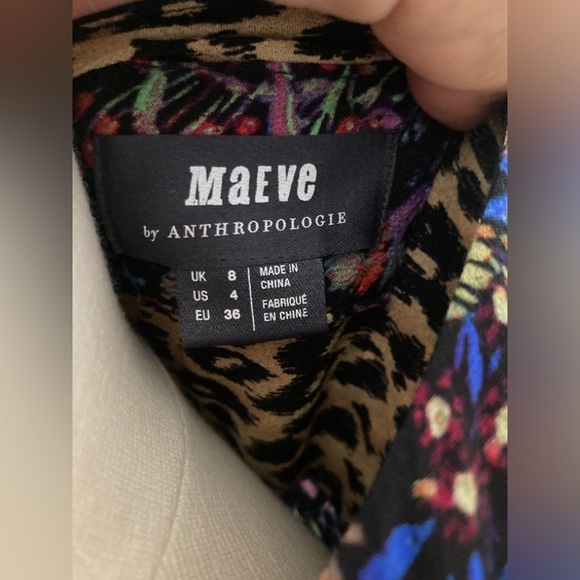 MaEVe
by ANTHROPOLOGIE
UK 8
US 4
EU 36
MADE IN
CHINA
FABRIQUÉ
EN CHINE